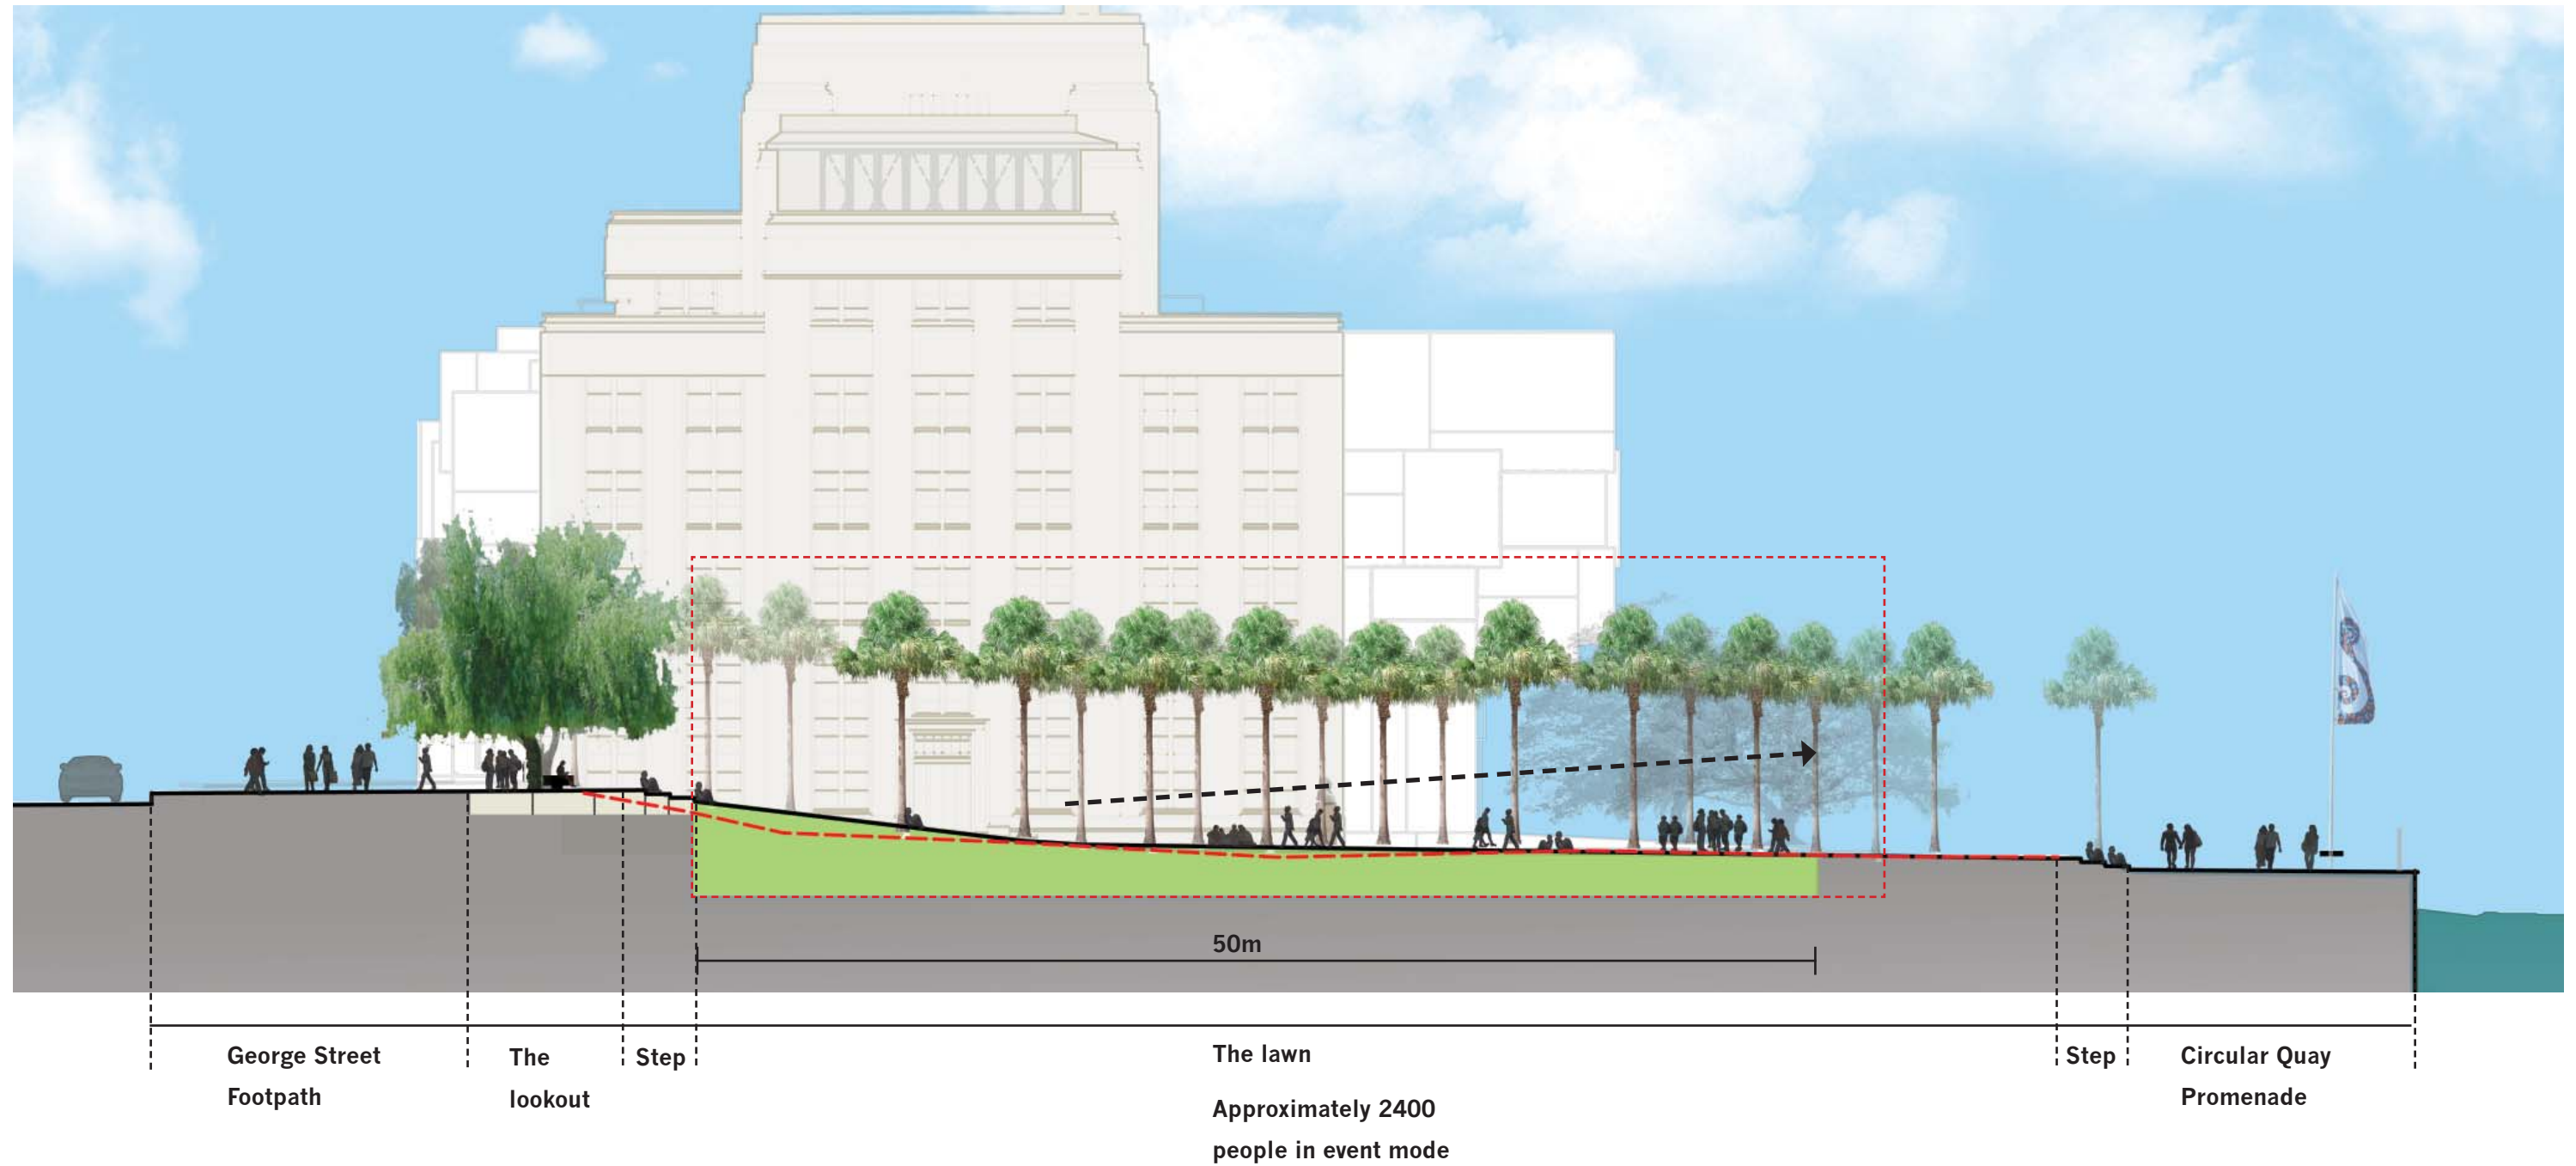 50m
George Street
Footpath
The
lookout
Step
The lawn
Approximately 2400
people in event mode
Step
Circular Quay
Promenade